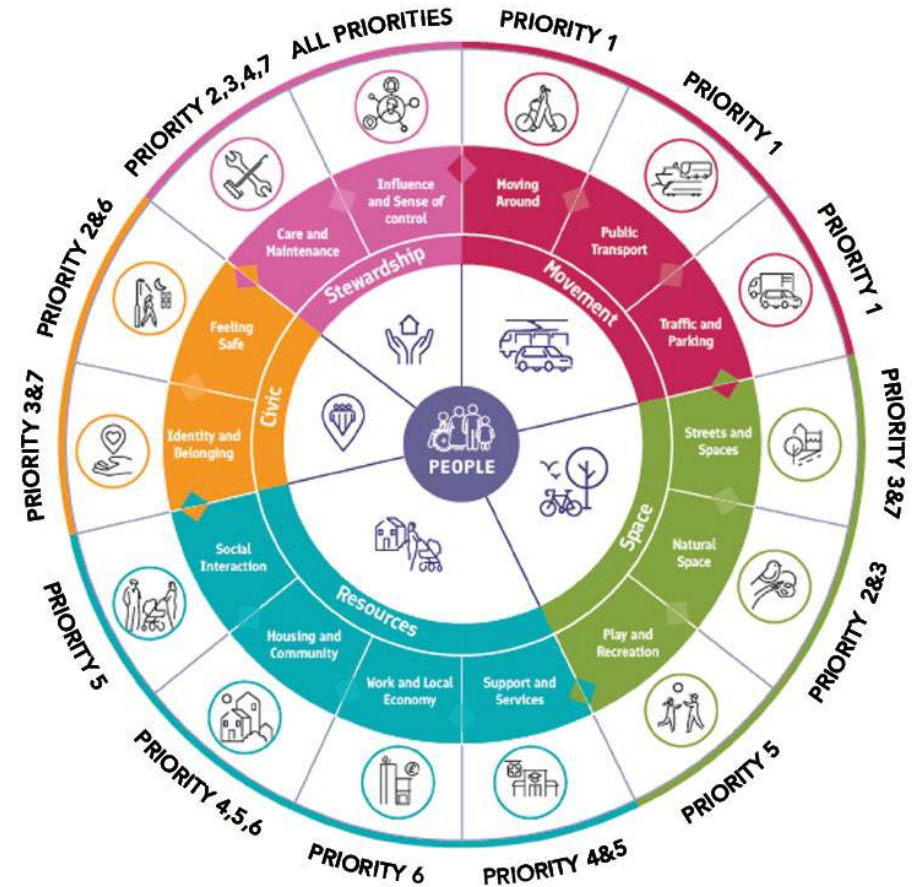 ALL PRIORITIES
PRIORITY 1
PRIORITY 1
PRIORITY 1
PRIORITY 3&7
PRIORITY 2&3
PRIORITY 5
PRIORITY 4&5
PRIORITY 6
PRIORITY 4,5,6
PRIORITY 5
PRIORITY 3&7
PRIORITY 2&6
PRIORITY 2,3,4,7
Influence
and Sense of
control
Moving
Around
Public
Transport
Traffic and
Parking
Streets and
Spaces
Natural
Space
Play and
Recreation
Support and
Services
Work and Local
Economy
Housing and
Community
Social
Interaction
Identity and
Belonging
Feeling
Safe
Care and
Maintenance
Stewardship
Movement
Space
Resources
Civic
PEOPLE
£